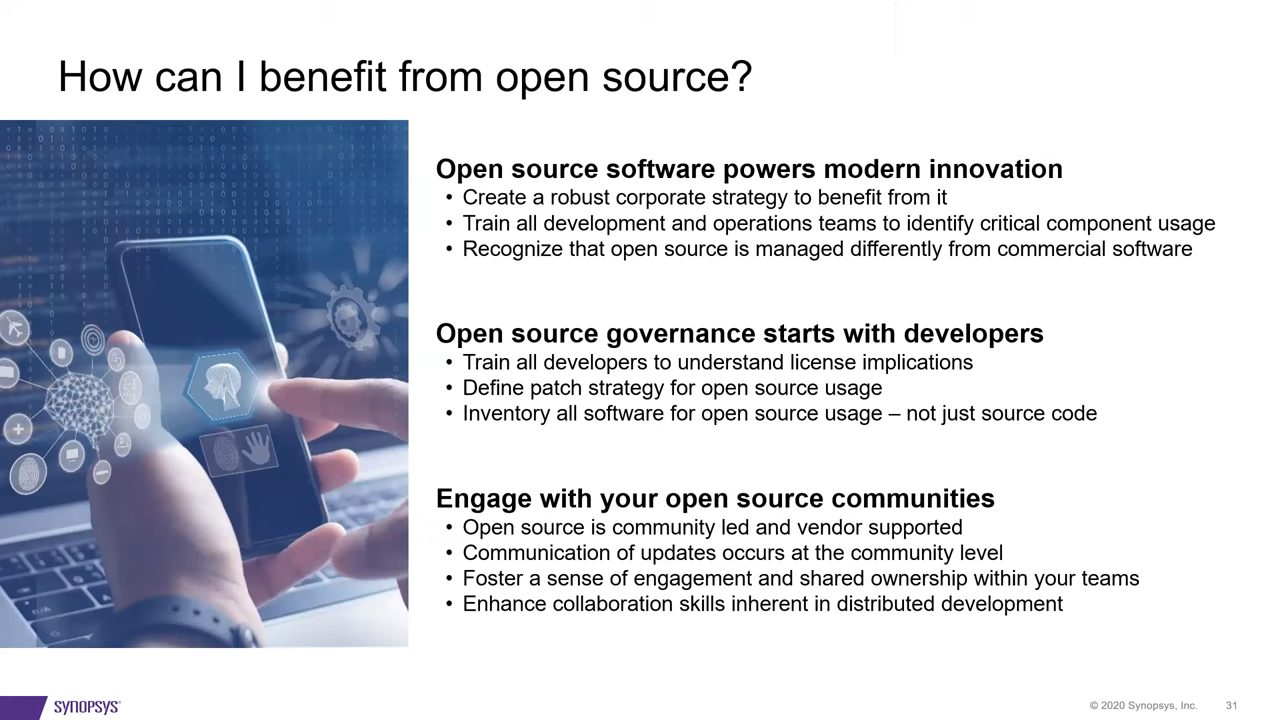 How can I benefit from open source?
Open source software powers modern innovation
• Create a robust corporate strategy to benefit from it
• Train all development and operations teams to identify critical component usage
• Recognize that open source is managed differently from commercial software
Open source governance starts with developers
• Train all developers to understand license implications
• Define patch strategy for open source usage
• Inventory all software for open source usage – not just source code
Engage with your open source communities
• Open source is community led and vendor supported
• Communication of updates occurs at the community level
• Foster a sense of engagement and shared ownership within your teams
• Enhance collaboration skills inherent in distributed development
SYNOPSYS®
© 2020 Synopsys, Inc. 31